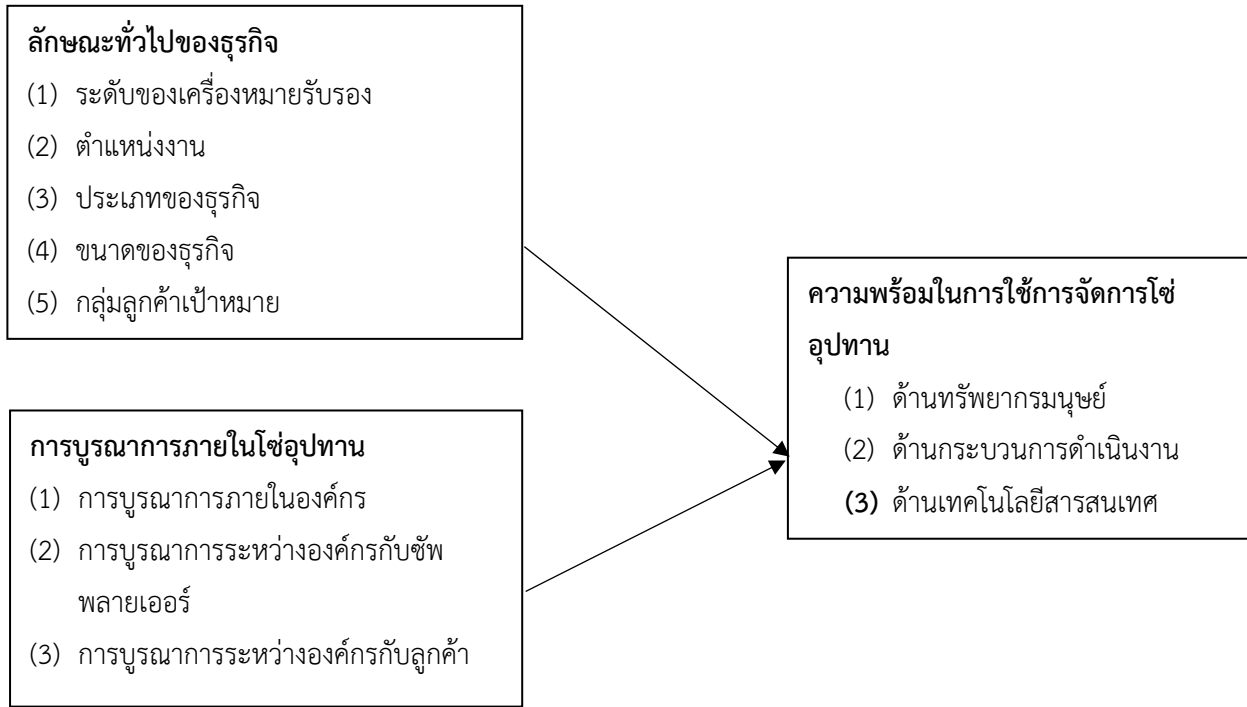 ลักษณะทั่วไปของธุรกิจ
(1) ระดับของเครื่องหมายรับรอง
(2) ตำแหน่งงาน
(3) ประเภทของธุรกิจ
(4) ขนาดของธุรกิจ
(5) กลุ่มลูกค้าเป้าหมาย
การบูรณาการภายในโซ่อุปทาน
(1) การบูรณาการภายในองค์กร
(2) การบูรณาการระหว่างองค์กรกับซัพ
พลายเออร์
(3) การบูรณาการระหว่างองค์กรกับลูกค้า
ความพร้อมในการใช้การจัดการโซ่
อุปทาน
(1) ด้านทรัพยากรมนุษย์
(2) ด้านกระบวนการดำเนินงาน
(3) ด้านเทคโนโลยีสารสนเทศ